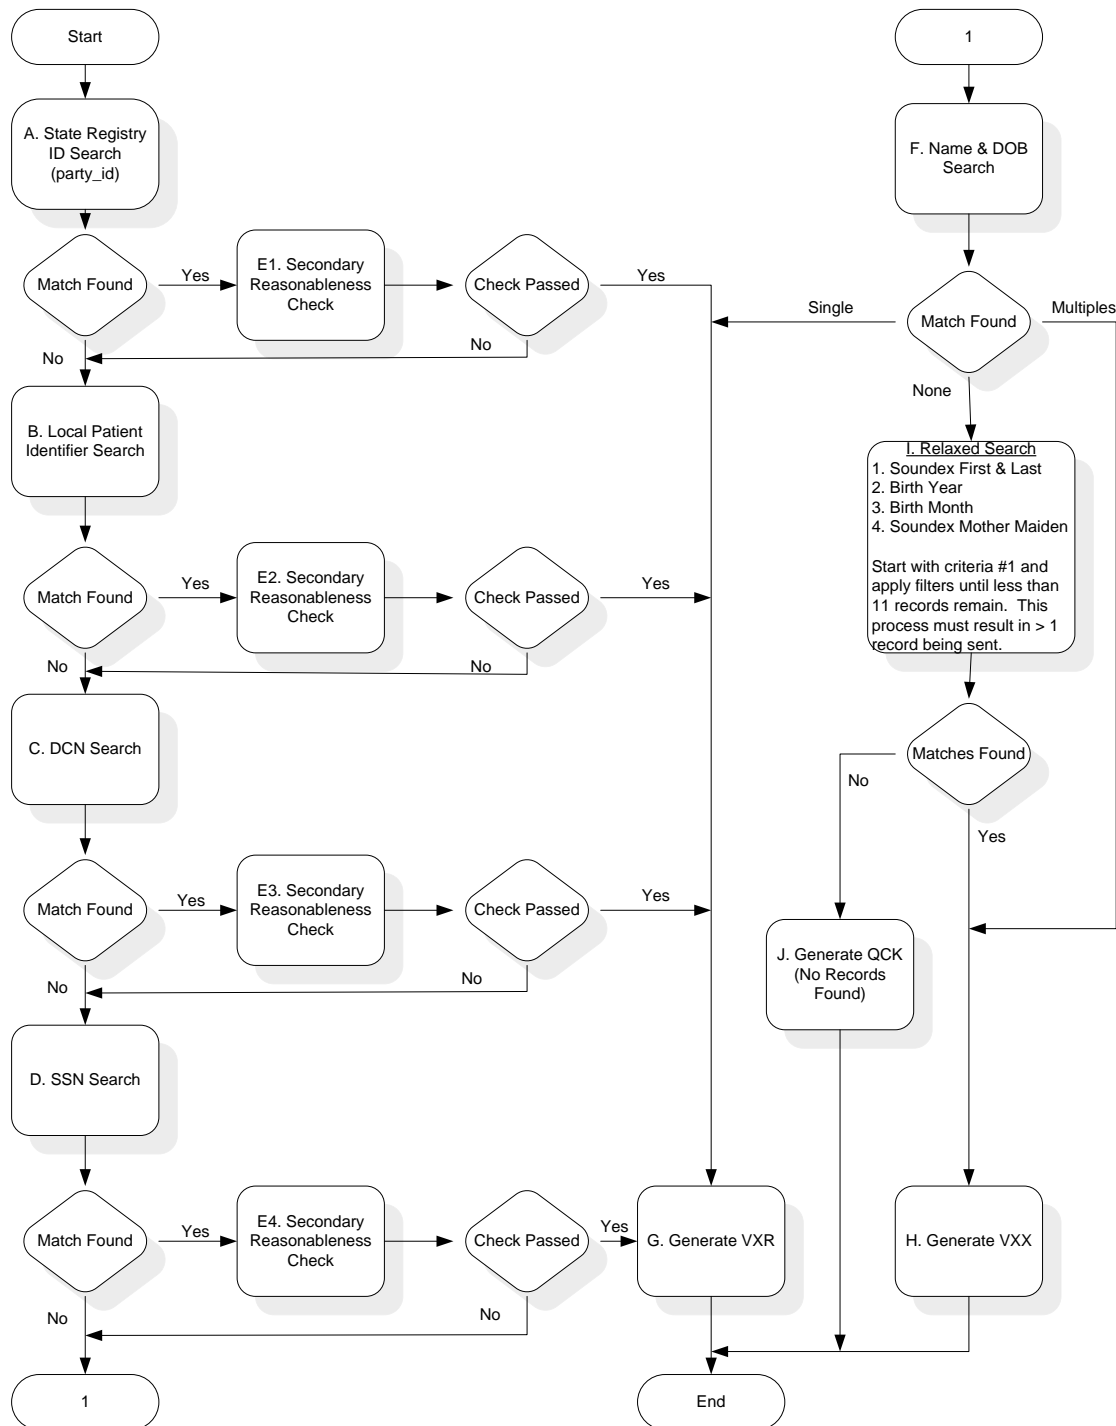 Start
A. State Registry
ID Search
(party_id)
Match Found
Yes
E1. Secondary
Reasonableness
Check
Check Passed
Yes
No
No
B. Local Patient
Identifier Search
Match Found
Yes
E2. Secondary
Reasonableness
Check
Check Passed
Yes
No
No
C. DCN Search
Match Found
Yes
E3. Secondary
Reasonableness
Check
Check Passed
Yes
No
No
D. SSN Search
Match Found
Yes
E4. Secondary
Reasonableness
Check
Check Passed
Yes
No
No
1
G. Generate VXR
End
1
F. Name & DOB
Search
Single
Match Found
Multiples
None
I. Relaxed Search
1. Soundex First & Last
2. Birth Year
3. Birth Month
4. Soundex Mother Maiden
Start with criteria #1 and
apply filters until less than
11 records remain.  This
process must result in > 1
record being sent.
Matches Found
No
Yes
J. Generate QCK
(No Records
Found)
H. Generate VXX